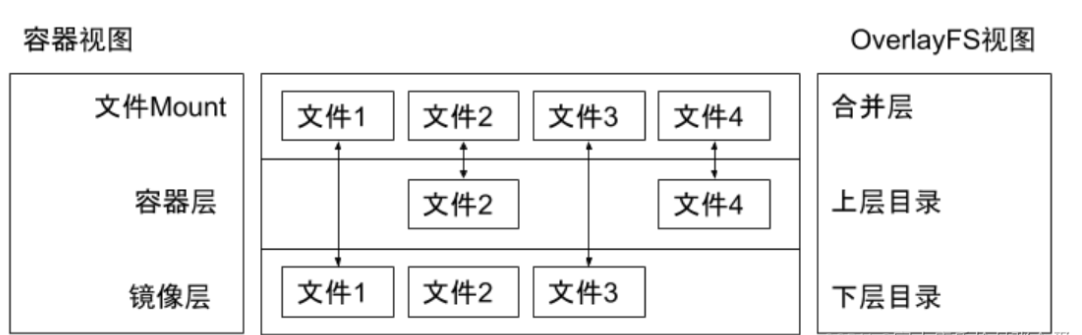 容器视图 OverlayFS视图
文件Mount 文件1 文件2 文件3 文件4 合并层
容器层 文件2 文件4 上层目录
镜像层 文件1 文件2 文件3 下层目录